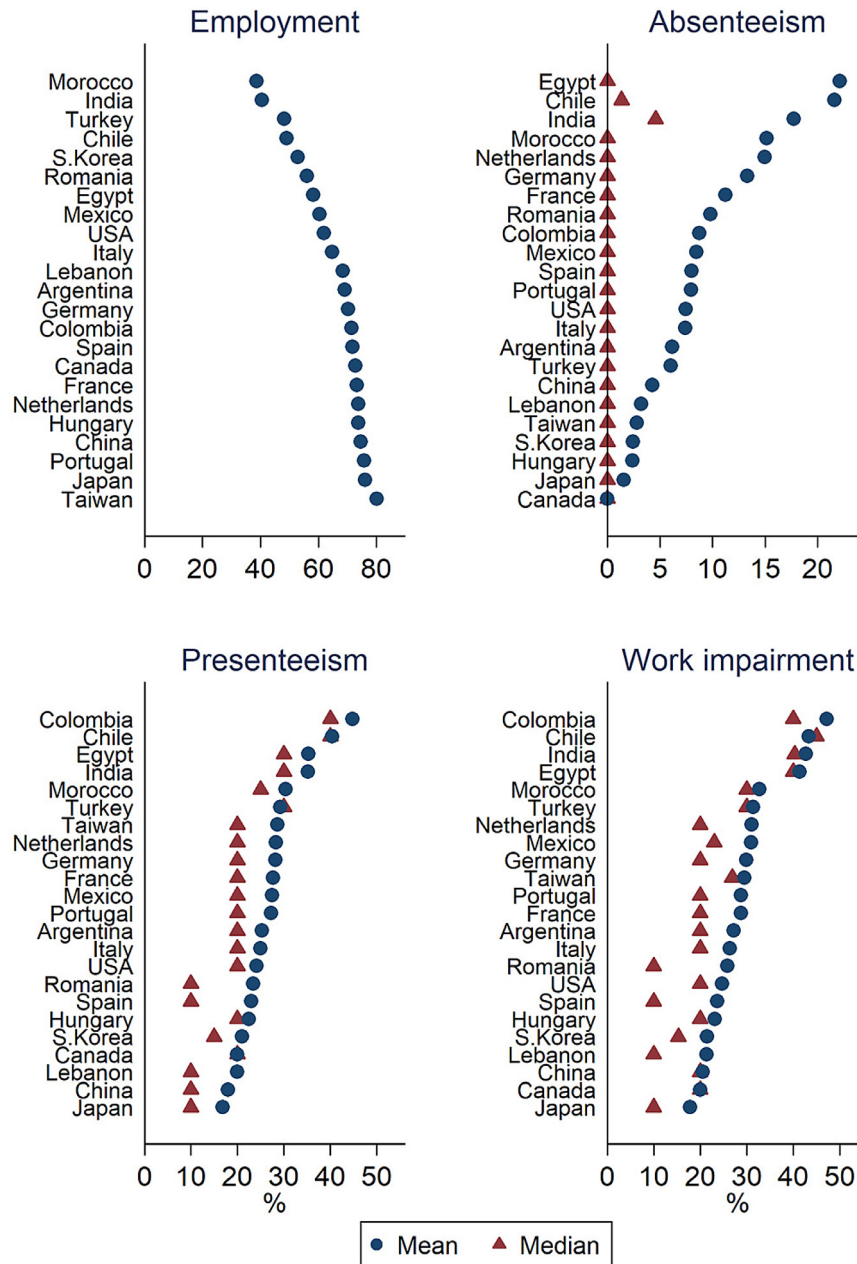 Employment
Morocco
India
Turkey
Chile
S.Korea
Romania
Egypt
Mexico
USA
Italy
Lebanon
Argentina
Germany
Colombia
Spain
Canada
France
Netherlands
Hungary
China
Portugal
Japan
Taiwan
0 20 40 60 80
Absenteeism
Egypt
Chile
India
Morocco
Netherlands
Germany
France
Romania
Colombia
Mexico
Spain
Portugal
USA
Italy
Argentina
Turkey
China
Lebanon
Taiwan
S.Korea
Hungary
Japan
Canada
0 5 10 15 20
Presenteeism
Colombia
Chile
Egypt
India
Morocco
Turkey
Taiwan
Netherlands
Germany
France
Mexico
Portugal
Argentina
Italy
USA
Romania
Spain
Hungary
S.Korea
Canada
Lebanon
China
Japan
0 10 20 30 40 50
%
Work impairment
Colombia
Chile
India
Egypt
Morocco
Turkey
Netherlands
Mexico
Germany
Taiwan
Portugal
France
Argentina
Italy
Romania
USA
Spain
Hungary
S.Korea
Lebanon
China
Canada
Japan
0 10 20 30 40 50
%
Mean Median